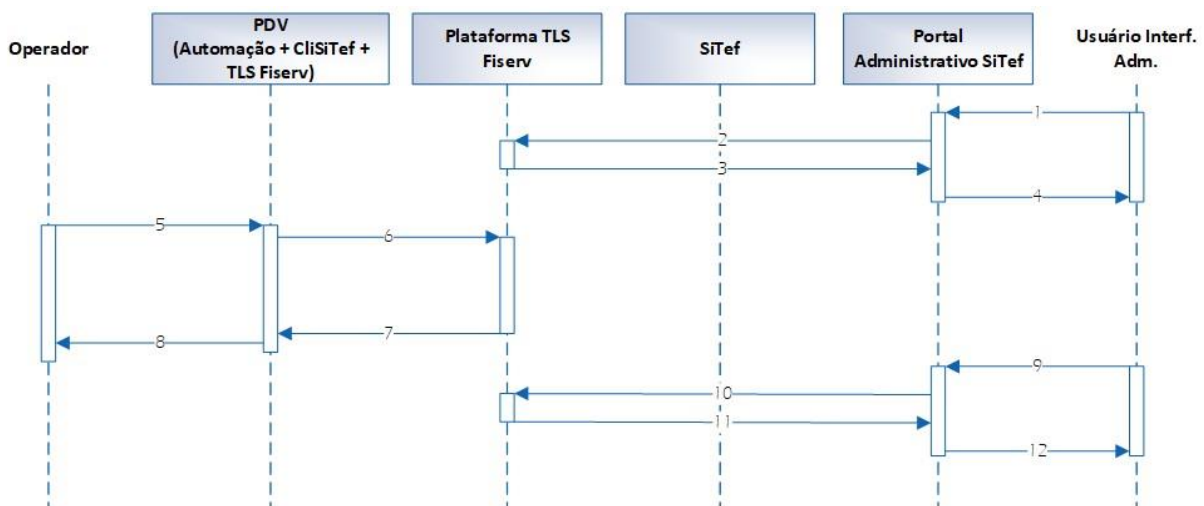 Operador
PDV
(Automação + CliSiTef +
TLS Fiserv)
Plataforma TLS
Fiserv
SiTef
Portal
Administrativo SiTef
Usuário Interf.
Adm.
1
2
3
4
5
6
7
8
9
10
11
12